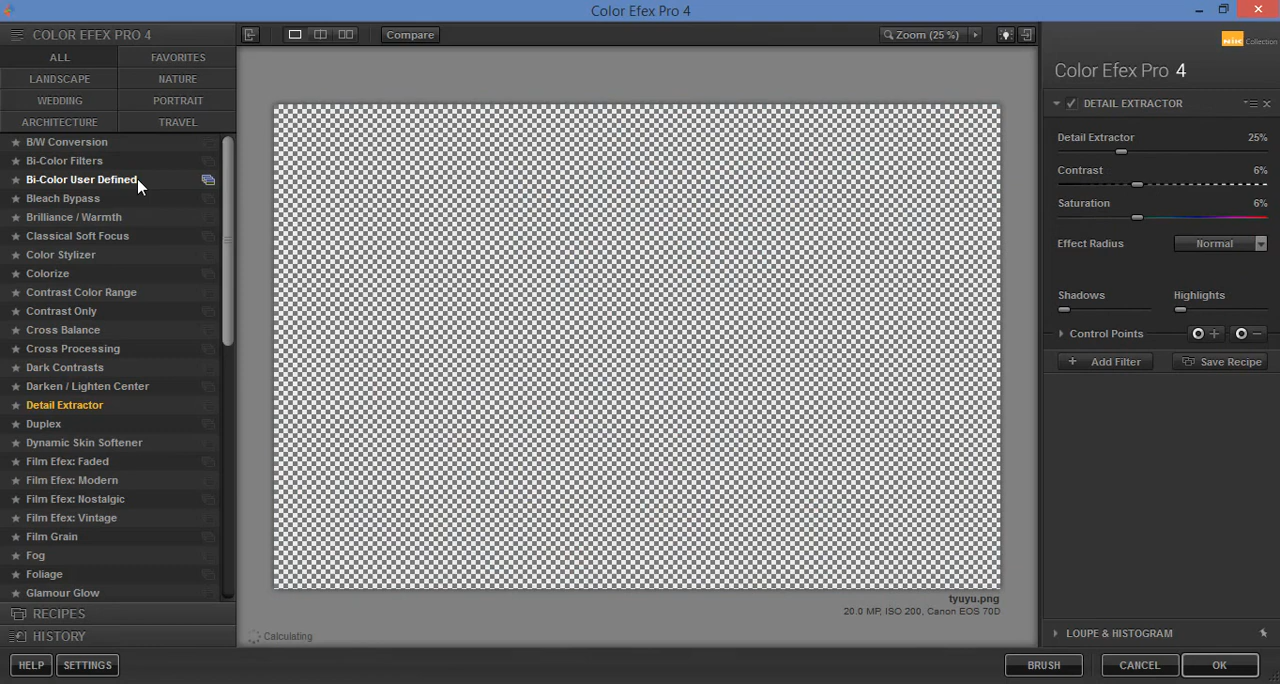 Color Efex Pro 4
COLOR EFEX PRO 4
ALL
FAVORITES
LANDSCAPE
NATURE
WEDDING
PORTRAIT
ARCHITECTURE
TRAVEL
B/W Conversion
Bi-Color Filters
Bi-Color User Defined
Bleach Bypass
Brilliance / Warmth
Classical Soft Focus
Color Stylizer
Colorize
Contrast Color Range
Contrast Only
Cross Balance
Cross Processing
Dark Contrasts
Darken / Lighten Center
Detail Extractor
Duplex
Dynamic Skin Softener
Film Efex: Faded
Film Efex: Modern
Film Efex: Nostalgic
Film Efex: Vintage
Film Grain
Fog
Foliage
Glamour Glow
RECIPES
HISTORY
HELP
SETTINGS
Compare
Zoom (25 %)
tyuyu.png
20.0 MP, ISO 200, Canon EOS 70D
Calculating
Nik Collection
Color Efex Pro 4
DETAIL EXTRACTOR
Detail Extractor 25%
Contrast 6%
Saturation 6%
Effect Radius Normal
Shadows Highlights
Control Points
Add Filter
Save Recipe
LOUPE & HISTOGRAM
BRUSH
CANCEL
OK